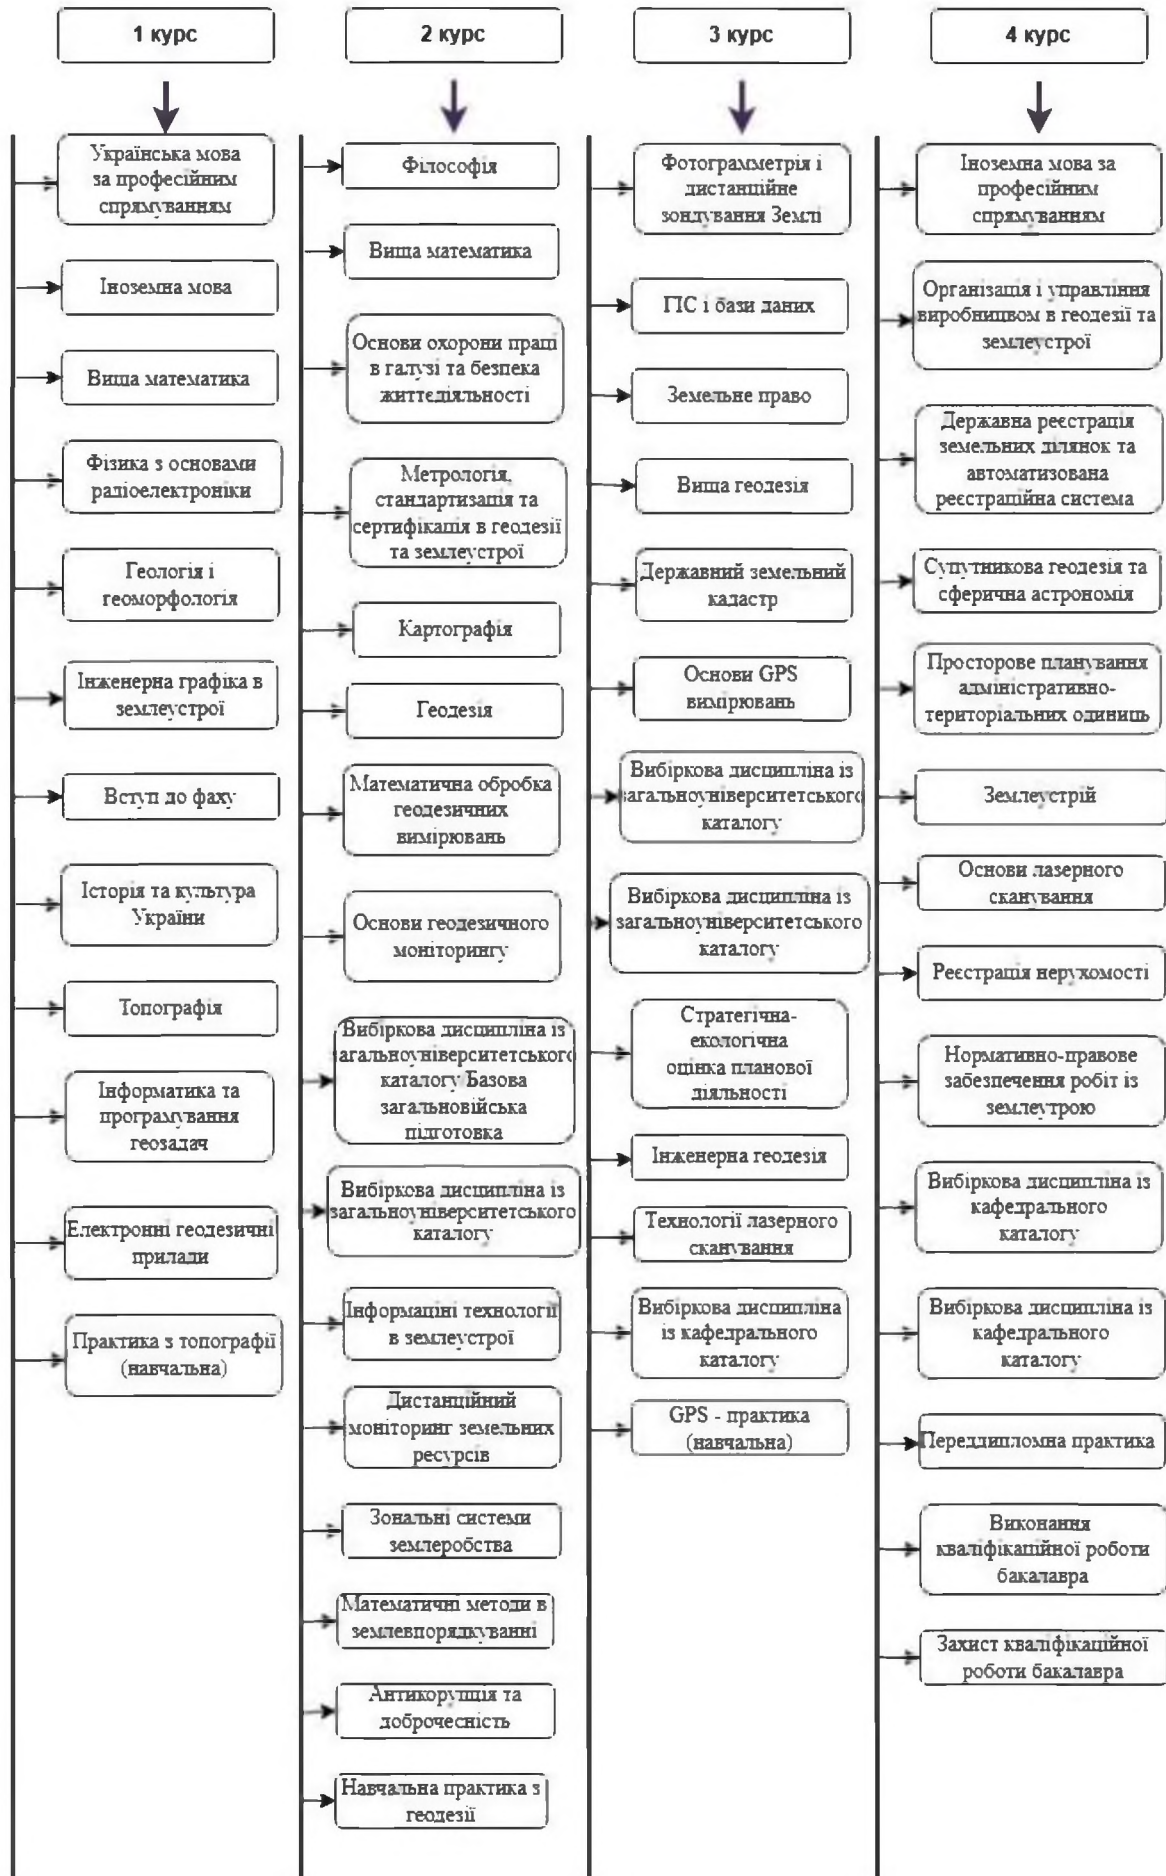 1 курс
Українська мова
за професійним
спрямуванням
Іноземна мова
Вища математика
Фізика з основами
радіоелектроніки
Геологія і
геоморфологія
Інженерна графіка в
землеустрої
Вступ до фаху
Історія та культура
України
Топографія
Інформатика та
програмування
геозадач
Електронні геодезичні
прилади
Практика з топографії
(навчальна)
2 курс
Філософія
Вища математика
Основи охорони праці
в галузі та безпека
життєдіяльності
Метрологія,
стандартизація та
сертифікація в геодезії
та землеустрої
Картографія
Геодезія
Математична обробка
геодезичних
вимірювань
Основи геодезичного
моніторингу
Вибіркова дисципліна із
агальноуніверситетського
каталогу Базова
загальновійська
підготовка
Вибіркова дисципліна із
загальноуніверситетського
каталогу
Інформаціні технології
в землеустрої
Дистанційний
моніторинг земельних
ресурсів
Зональні системи
землеробства
Математичні методи в
землевпорядкуванні
Антикорупція та
доброчесність
Навчальна практика з
геодезії
3 курс
Фотограмметрія і
дистанційне
зондування Землі
ГІС і бази даних
Земельне право
Вища геодезія
Державний земельний
кадастр
Основи GPS
вимірювань
Вибіркова дисципліна із
загальноуніверситетського
каталогу
Вибіркова дисципліна із
загальноуніверситетського
каталогу
Стратегічна-
екологічна
оцінка планової
діяльності
Інженерна геодезія
Технології лазерного
сканування
Вибіркова дисципліна
із кафедрального
каталогу
GPS - практика
(навчальна)
4 курс
Іноземна мова за
професійним
спрямуванням
Організація і управління
виробництвом в геодезії та
землеустрої
Державна реєстрація
земельних ділянок та
автоматизована
реєстраційна система
Супутникова геодезія та
сферична астрономія
Просторове планування
адміністративно-
територіальних одиниць
Землеустрій
Основи лазерного
сканування
Реєстрація нерухомості
Нормативно-правове
забезпечення робіт із
землеутрою
Вибіркова дисципліна із
кафедрального
каталогу
Вибіркова дисципліна із
кафедрального
каталогу
Переддипломна практика
Виконання
кваліфікаційної роботи
бакалавра
Захист кваліфікаційної
роботи бакалавра